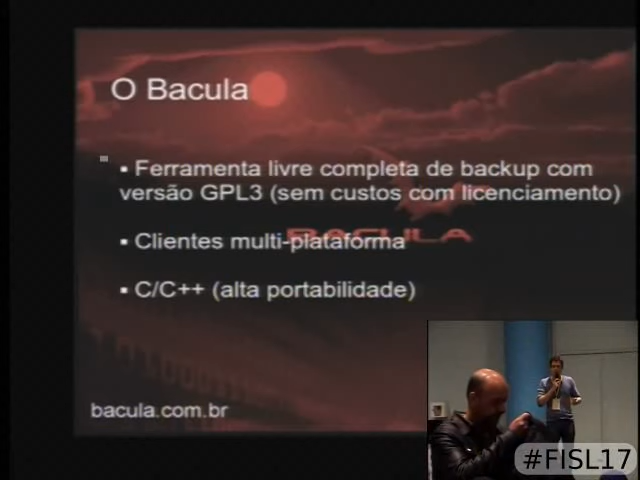 O Bacula
▪ Ferramenta livre completa de backup com
versão GPL3 (sem custos com licenciamento)
BACULA
▪ Clientes multi-plataforma
▪ C/C++ (alta portabilidade)
bacula.com.br
#FISL17